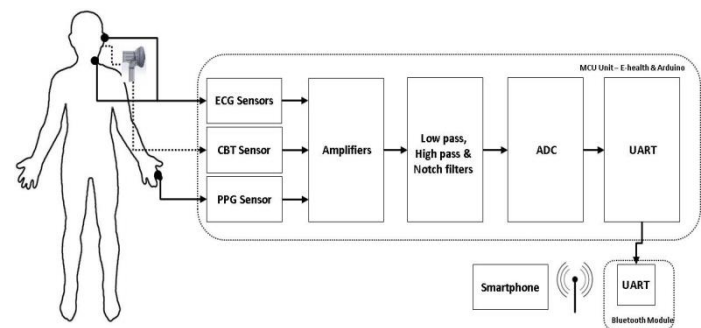 MCU Unit – E-health & Arduino
ECG Sensors
CBT Sensor
PPG Sensor
Amplifiers
Low pass,
High pass &
Notch filters
ADC
UART
Smartphone
UART
Bluetooth Module